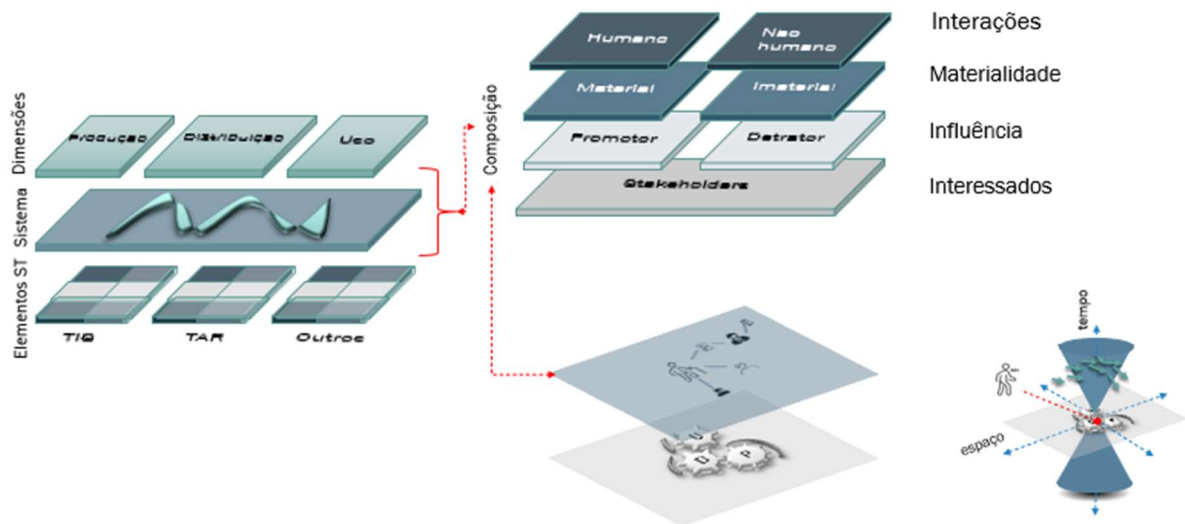 Dimensões
Produção
Distribuição
Uso
Sistema
Elementos ST
TIQ
TAR
Outros
Composição
Humano
Não
humano
Interações
Material
Imaterial
Materialidade
Promotor
Detrator
Influência
Stakeholders
Interessados
U
D
P
tempo
espaço